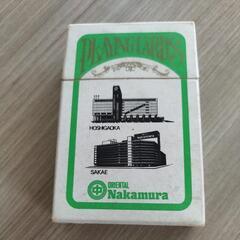 PLAYING CARDS
HOSHIGAOKA
SAKAE
ORIENTAL
Nakamura